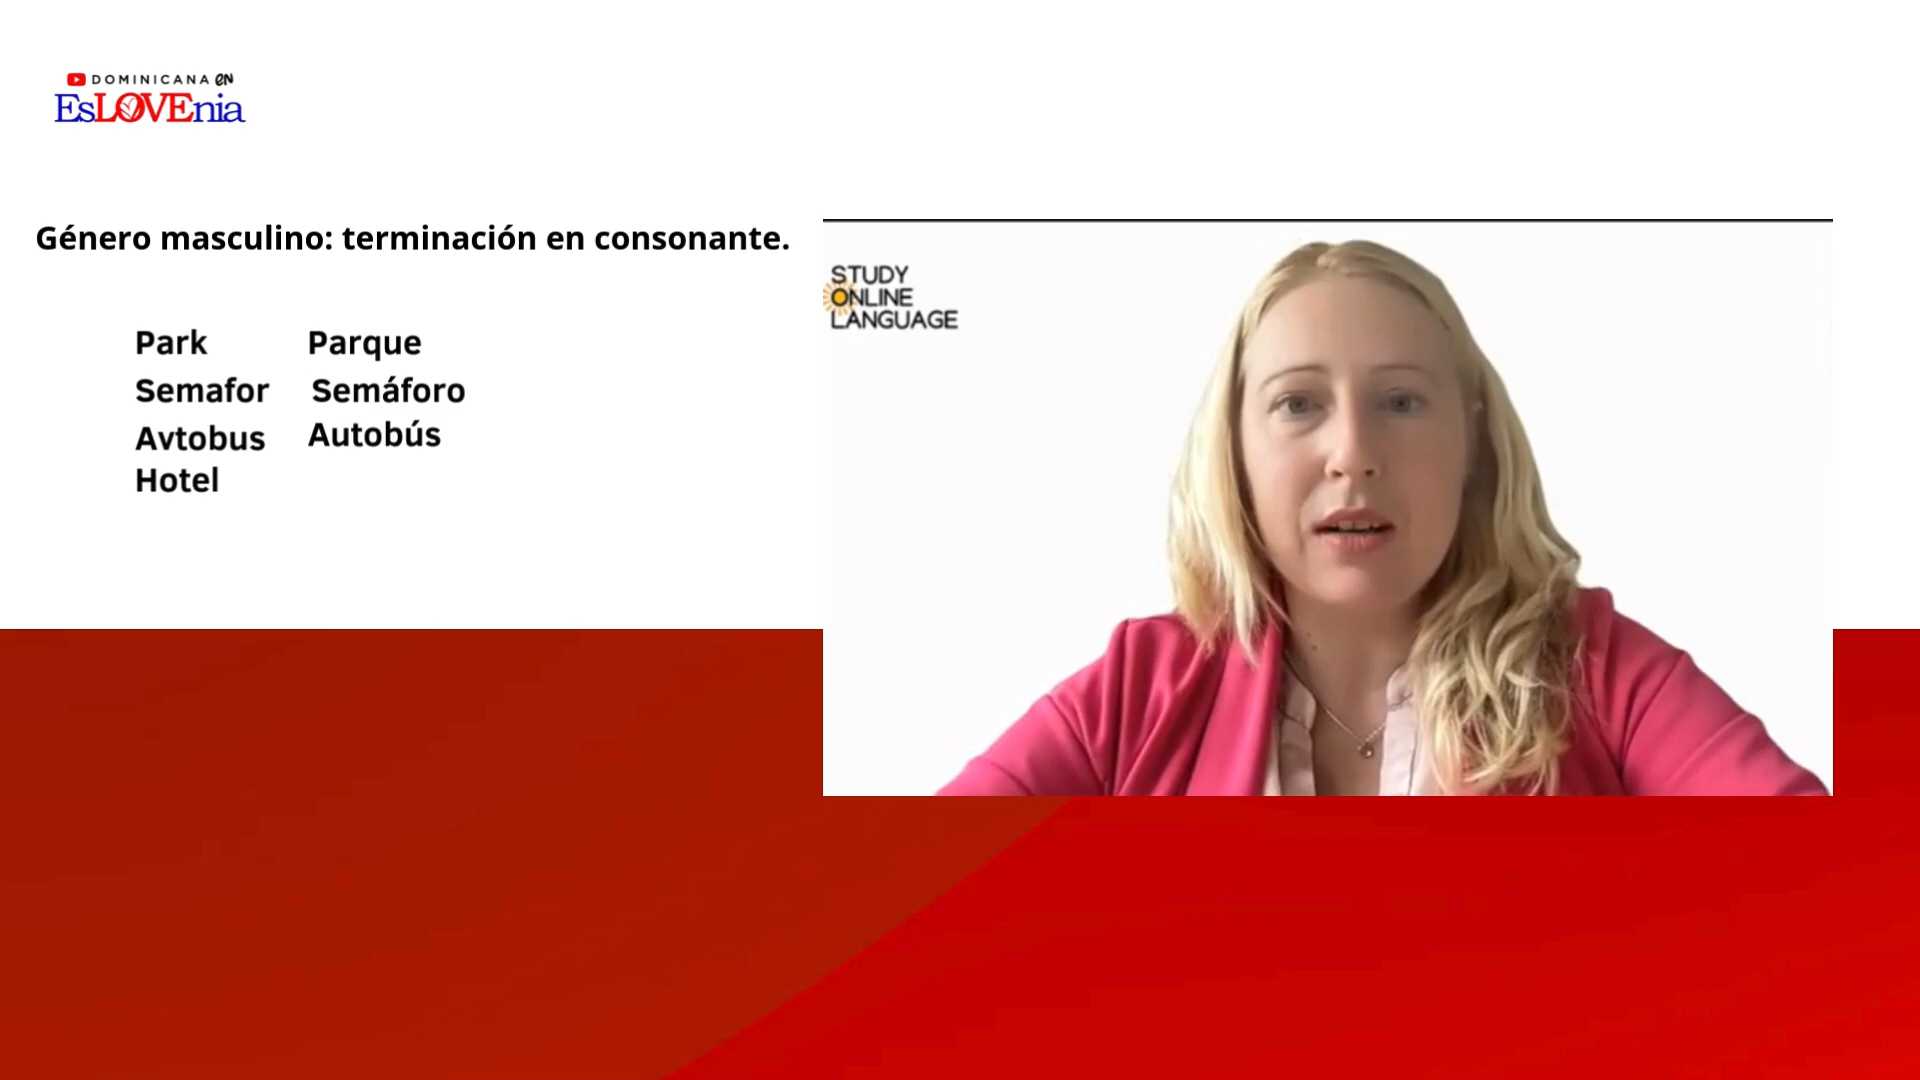 DOMINICANA EN
EsLOVEnia
Género masculino: terminación en consonante.
Park Parque
Semafor Semáforo
Avtobus Autobús
Hotel
STUDY
ONLINE
LANGUAGE